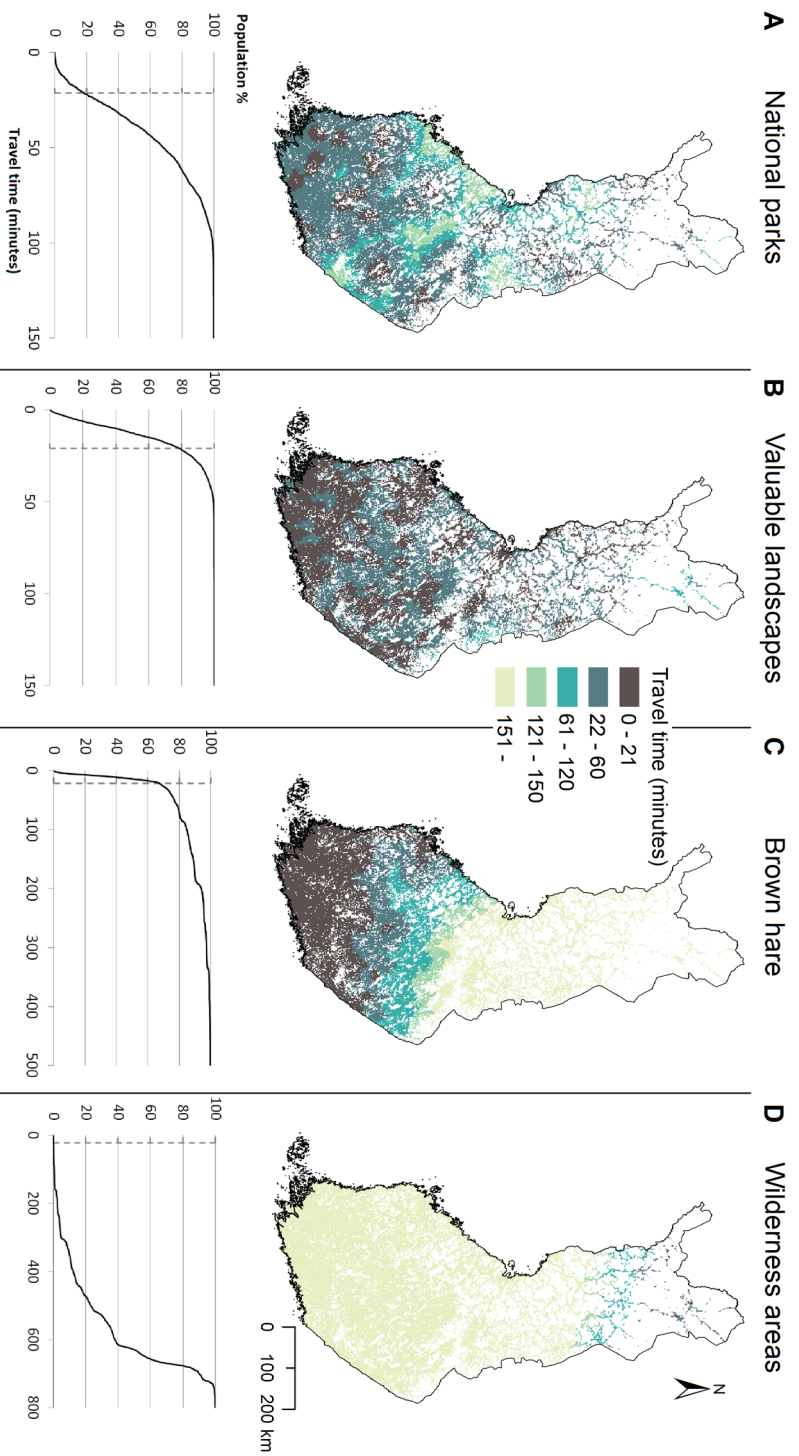 A National parks
B Valuable landscapes
C Brown hare
D Wilderness areas
Travel time (minutes)
0 - 21
22 - 60
61 - 120
121 - 150
151 -
N
0 100 200 km
Population %
100
80
60
40
20
0
0 50 100 150
Travel time (minutes)
100
80
60
40
20
0
0 50 100 150
100
80
60
40
20
0
0 100 200 300 400 500
100
80
60
40
20
0
0 200 400 600 800